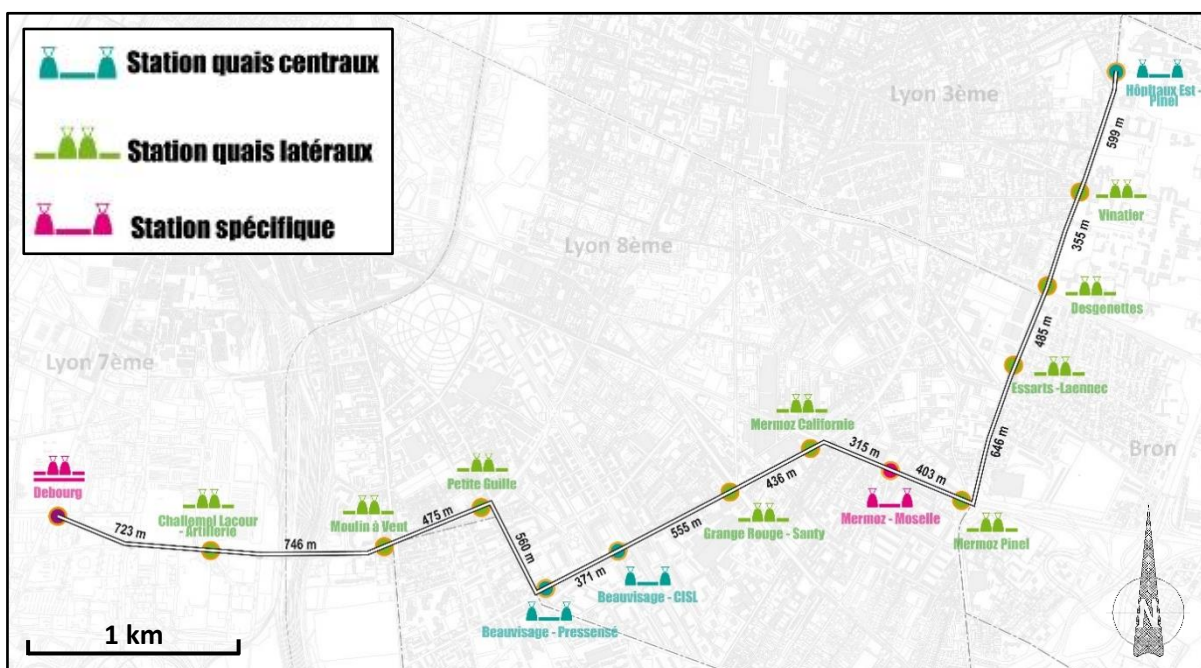 Station quais centraux
Station quais latéraux
Station spécifique
Lyon 3ème
Hôpitaux Est -
Pinel
599 m
Vinatier
355 m
Lyon 8ème
Desgenettes
485 m
Essarts -Laennec
Lyon 7ème
Mermoz Californie
646 m
Bron
315 m
403 m
436 m
Petite Guille
Debourg
Challemel Lacour
- Artillerie
Moulin à Vent
475 m
Mermoz - Moselle
723 m
746 m
555 m
Grange Rouge - Santy
Mermoz Pinel
560 m
371 m
Beauvisage - CISL
Beauvisage - Pressensé
1 km
N